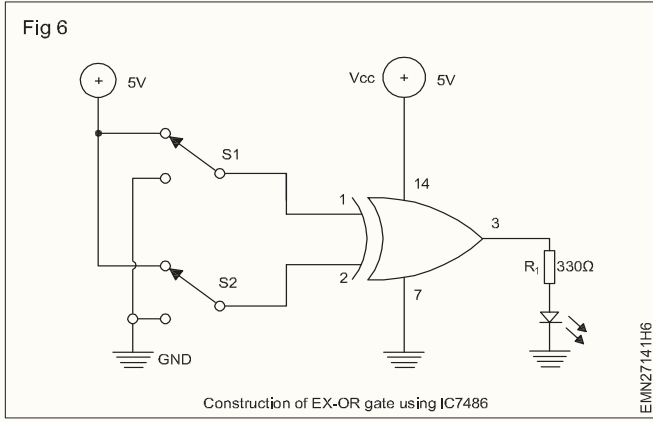 Fig 6
+ 5V
Vcc + 5V
S1
14
1
3
2
S2
7
R1 330Ω
GND
Construction of EX-OR gate using IC7486
EMN27141H6